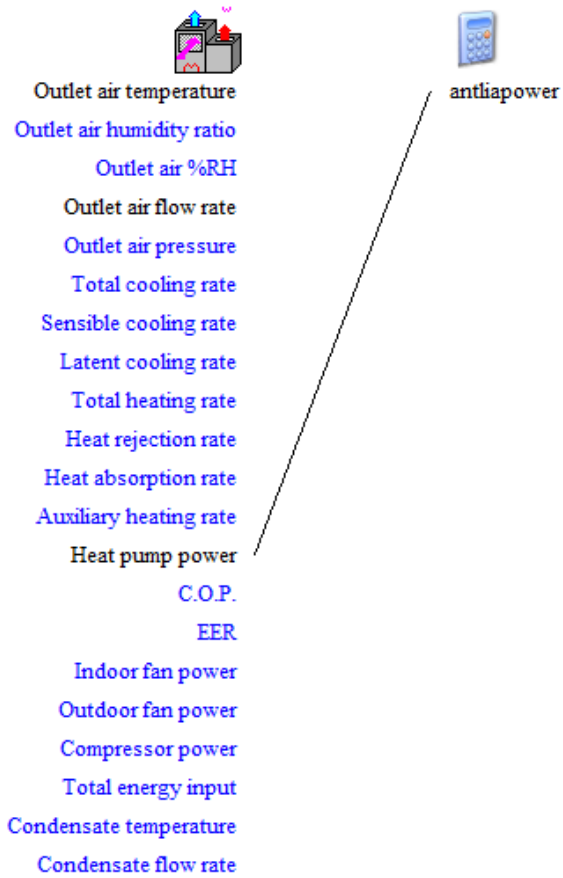 Outlet air temperature
antliapower
Outlet air humidity ratio
Outlet air %RH
Outlet air flow rate
Outlet air pressure
Total cooling rate
Sensible cooling rate
Latent cooling rate
Total heating rate
Heat rejection rate
Heat absorption rate
Auxiliary heating rate
Heat pump power
C.O.P.
EER
Indoor fan power
Outdoor fan power
Compressor power
Total energy input
Condensate temperature
Condensate flow rate